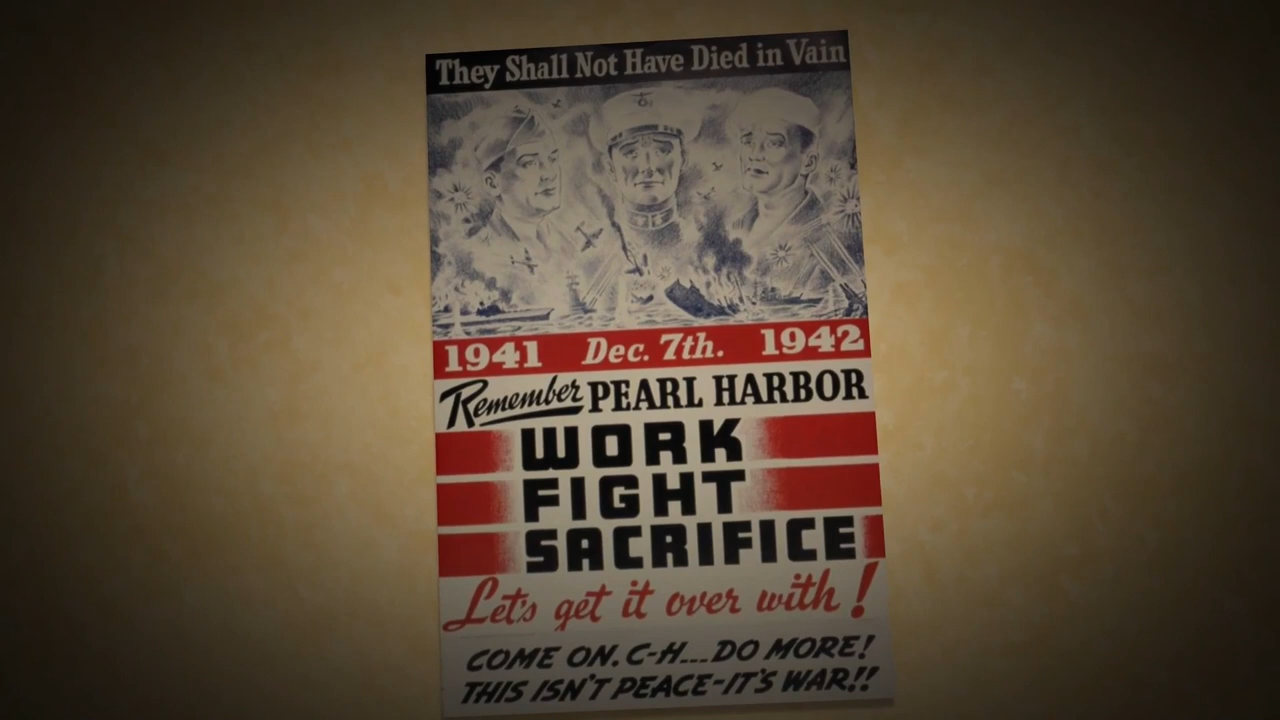 They Shall Not Have Died in Vain
1941 Dec. 7th. 1942
Remember PEARL HARBOR
WORK
FIGHT
SACRIFICE
Let's get it over with!
COME ON. C-H... DO MORE!
THIS ISN'T PEACE-IT'S WAR!!